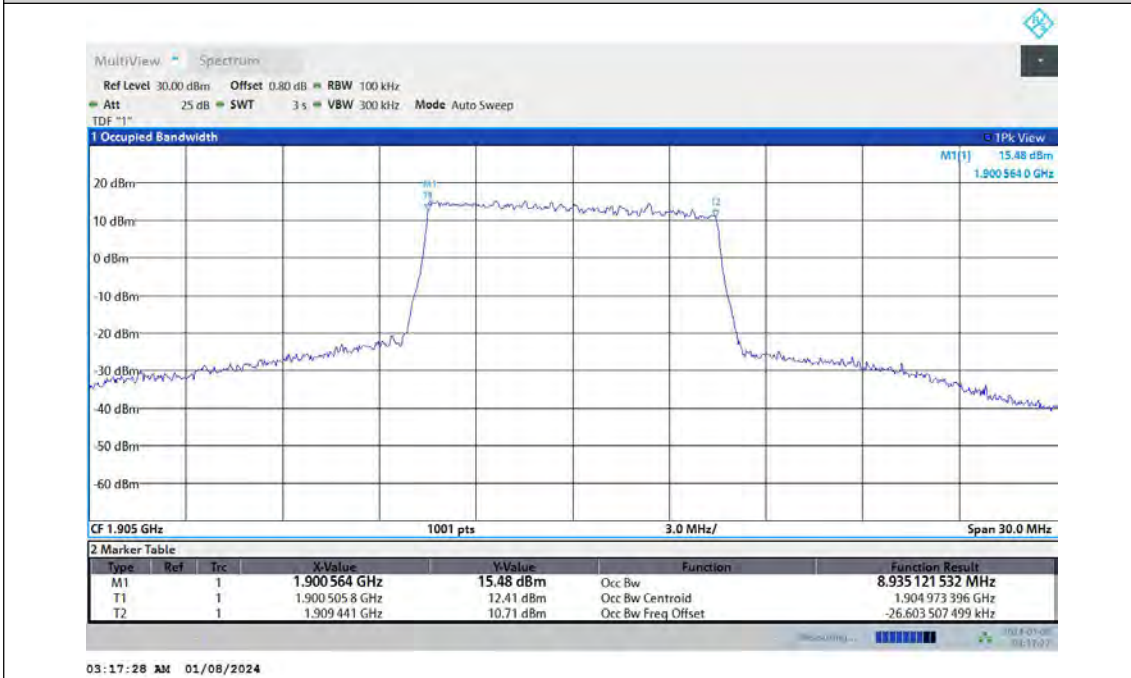 MultiView Spectrum
Ref Level 30.00 dBm Offset 0.80 dB RBW 100 kHz
Att 25 dB SWT 3 s VBW 300 kHz Mode Auto Sweep
TDF "1"
1 Occupied Bandwidth 1Pk View
M1[1] 15.48 dBm
1.900 564 0 GHz
20 dBm
M1
T1
T2
10 dBm
0 dBm
-10 dBm
-20 dBm
-30 dBm
-40 dBm
-50 dBm
-60 dBm
CF 1.905 GHz 1001 pts 3.0 MHz/ Span 30.0 MHz
2 Marker Table
Type Ref Trc X-Value Y-Value Function Function Result
M1 1 1.900 564 GHz 15.48 dBm Occ Bw 8.935 121 532 MHz
T1 1 1.900 505 8 GHz 12.41 dBm Occ Bw Centroid 1.904 973 396 GHz
T2 1 1.909 441 GHz 10.71 dBm Occ Bw Freq Offset -26.603 507 499 kHz
03:17:28 AM 01/08/2024